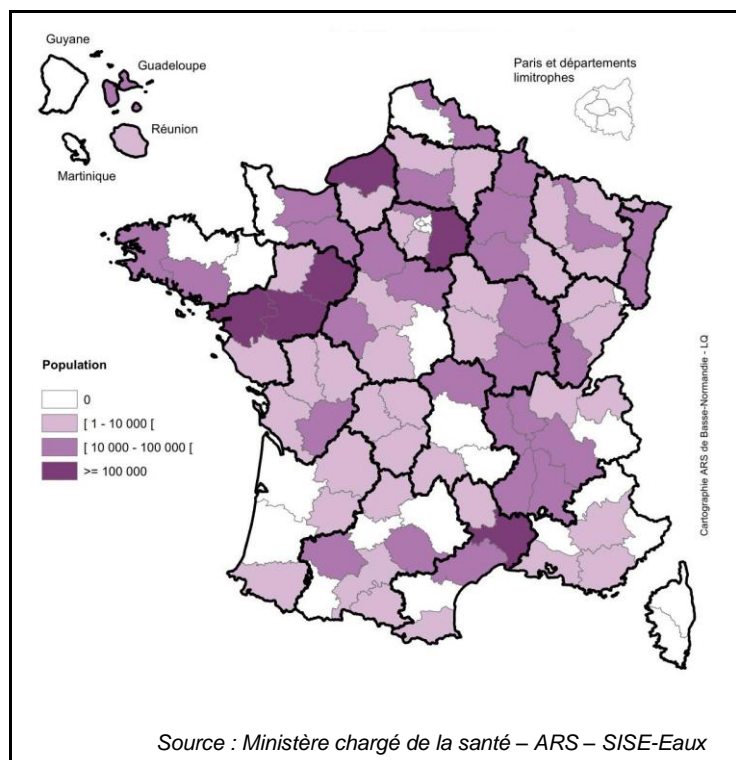 Guyane
Guadeloupe
Réunion
Martinique
Paris et départements
limitrophes
Population
0
[ 1 - 10 000 [
[ 10 000 - 100 000 [
>= 100 000
Cartographie ARS de Basse-Normandie - LQ
Source : Ministère chargé de la santé – ARS – SISE-Eaux